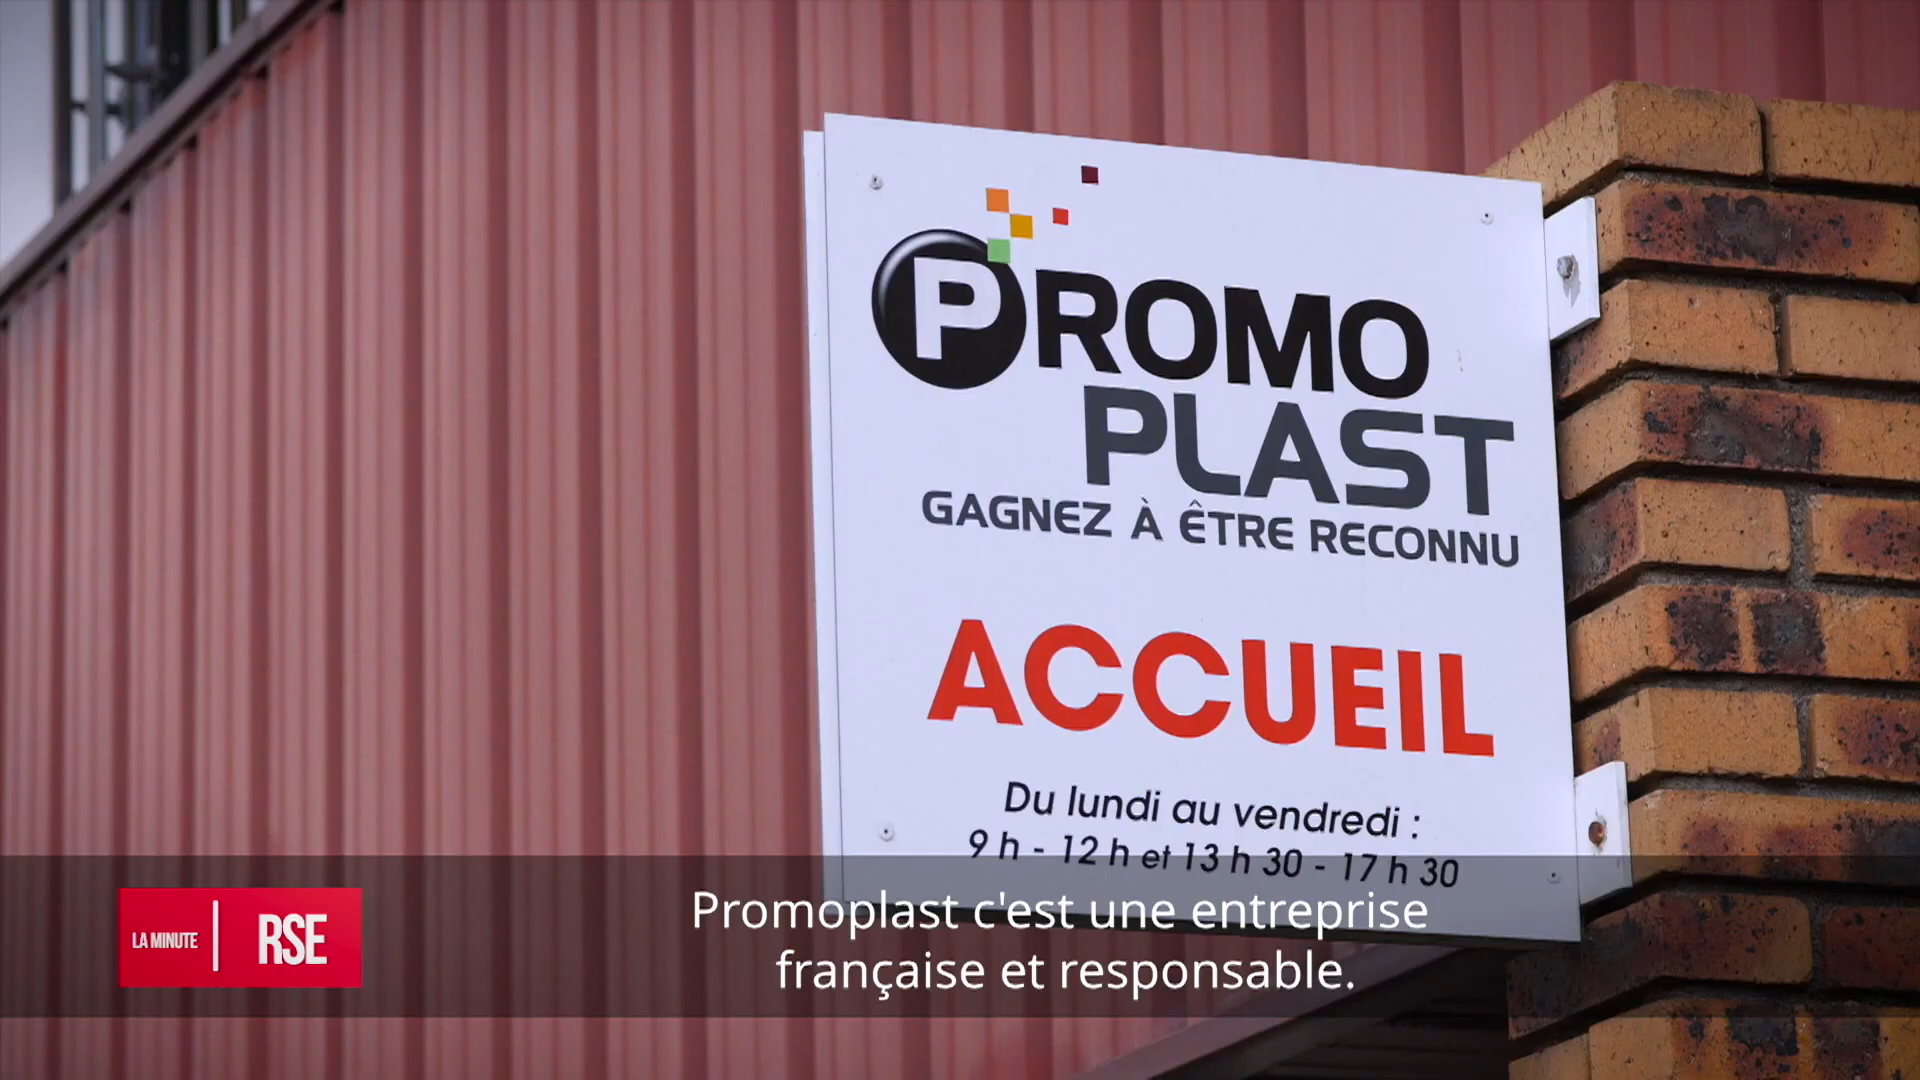 PROMO
PLAST
GAGNEZ À ÊTRE RECONNU
ACCUEIL
Du lundi au vendredi :
9 h - 12 h et 13 h 30 - 17 h 30
LA MINUTE RSE
Promoplast c'est une entreprise
française et responsable.